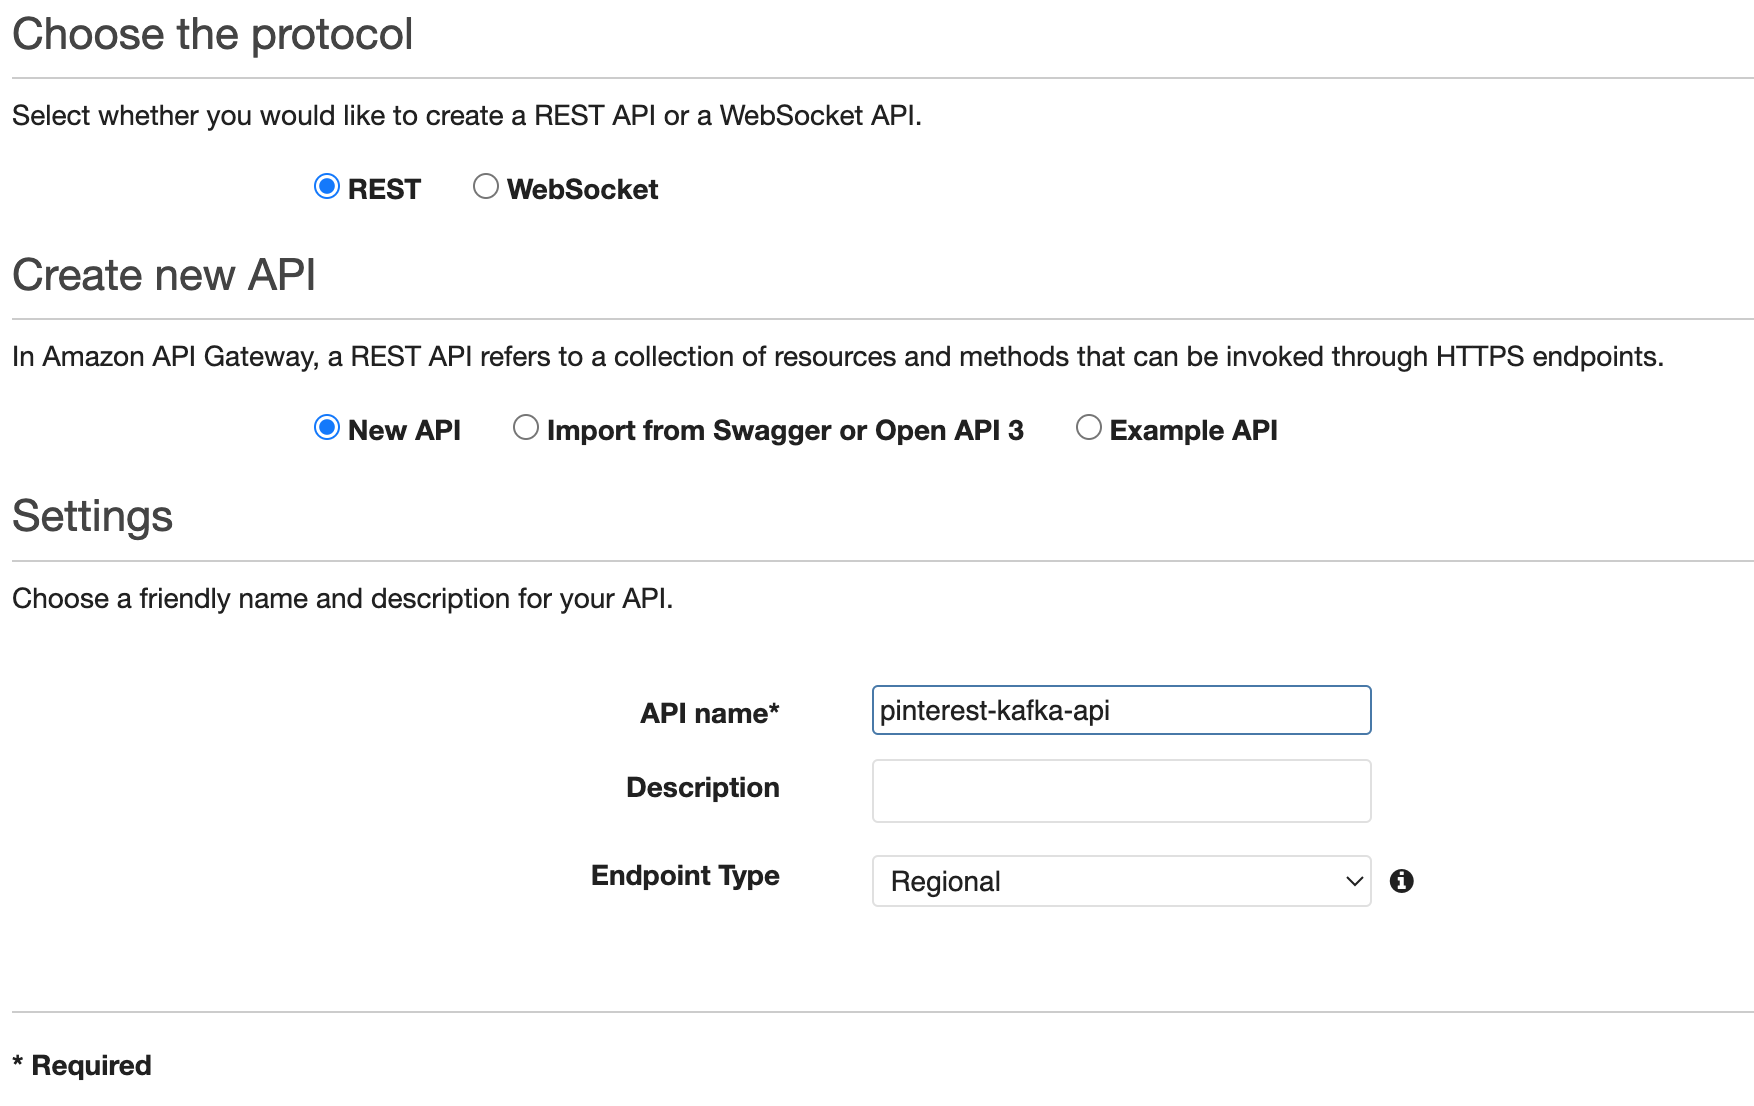 Choose the protocol
Select whether you would like to create a REST API or a WebSocket API.
REST WebSocket
Create new API
In Amazon API Gateway, a REST API refers to a collection of resources and methods that can be invoked through HTTPS endpoints.
New API Import from Swagger or Open API 3 Example API
Settings
Choose a friendly name and description for your API.
API name* pinterest-kafka-api
Description
Endpoint Type Regional
* Required